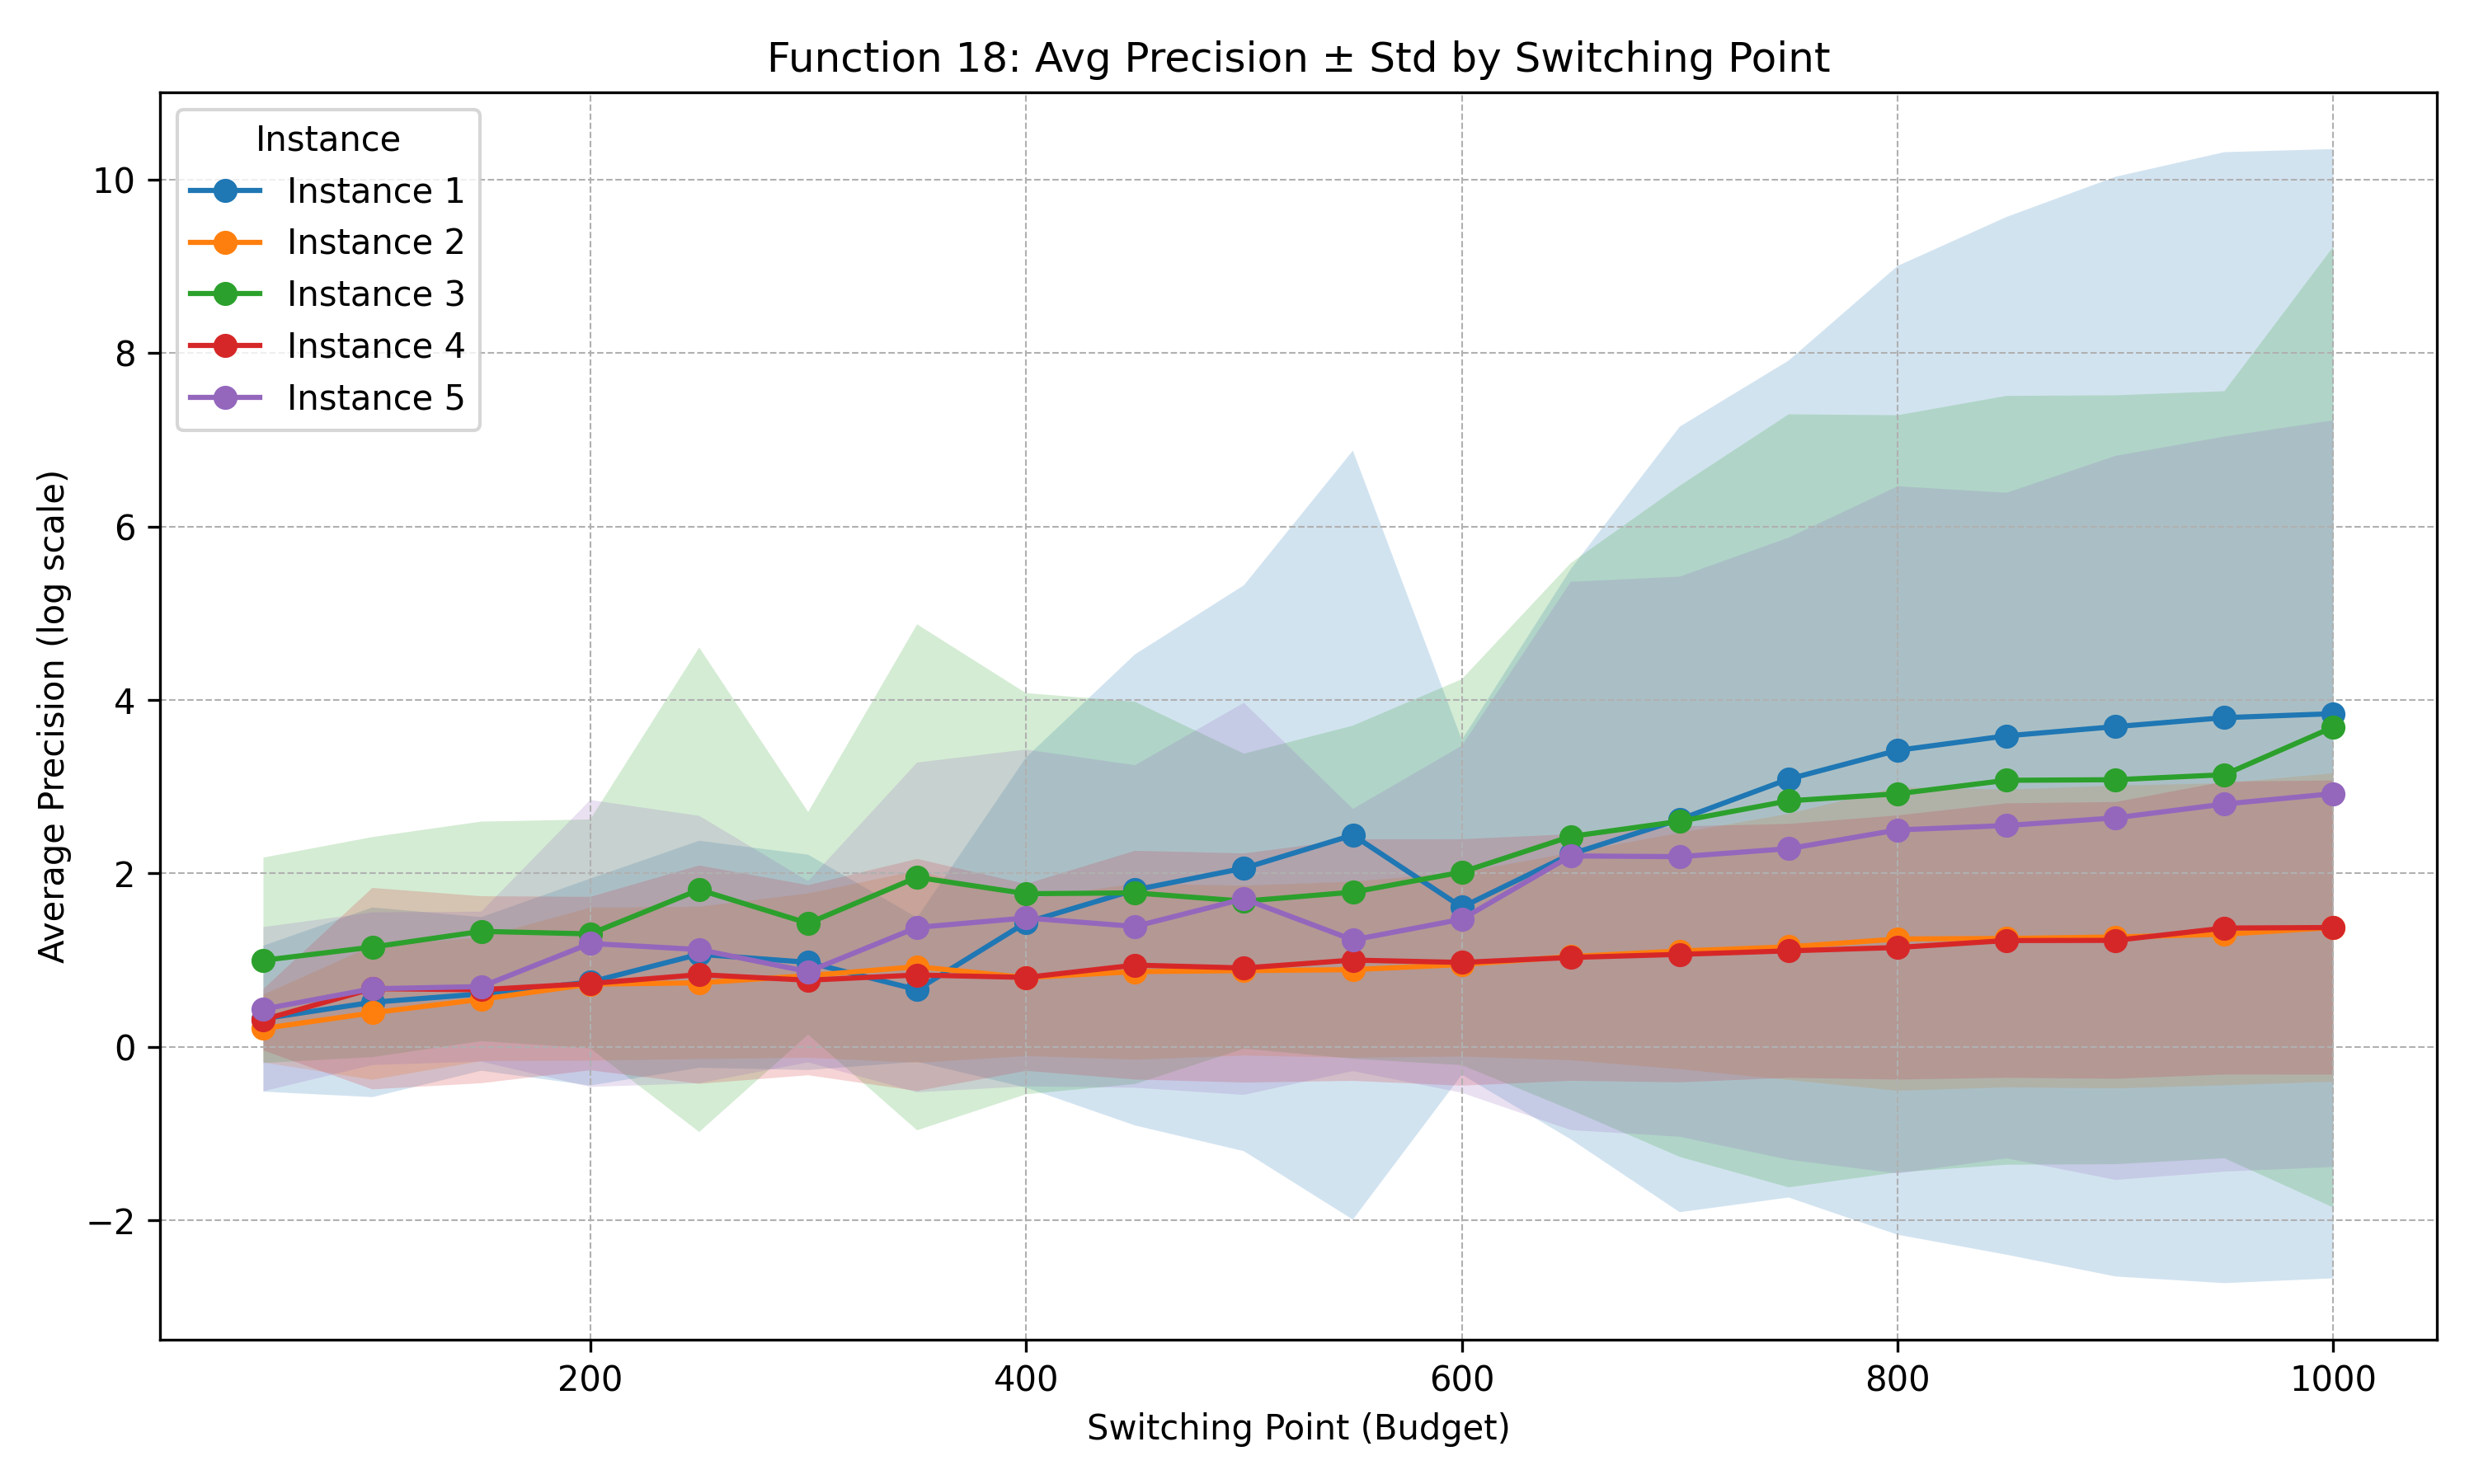 Function 18: Avg Precision ± Std by Switching Point
Instance
Instance 1
Instance 2
Instance 3
Instance 4
Instance 5
Average Precision (log scale)
10
8
6
4
2
0
−2
200
400
600
800
1000
Switching Point (Budget)